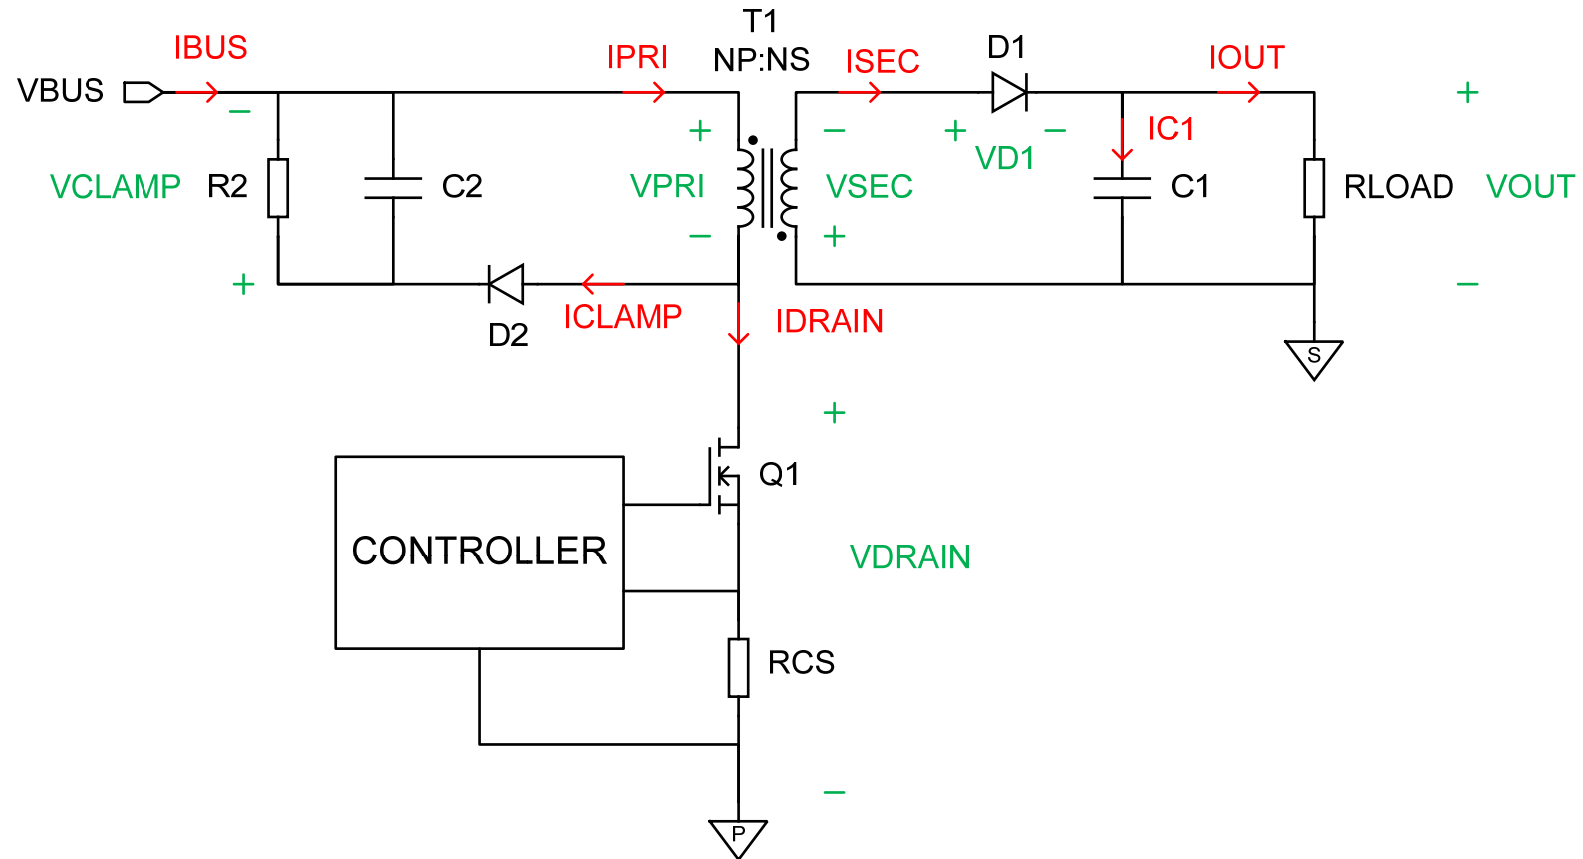 T1
NP:NS
IBUS
IPRI
ISEC
D1
IOUT
VBUS
−
+
−
+
VD1
−
IC1
+
VCLAMP
R2
C2
VPRI
VSEC
C1
RLOAD
VOUT
−
+
+
−
ICLAMP
IDRAIN
D2
S
+
Q1
CONTROLLER
VDRAIN
RCS
−
P